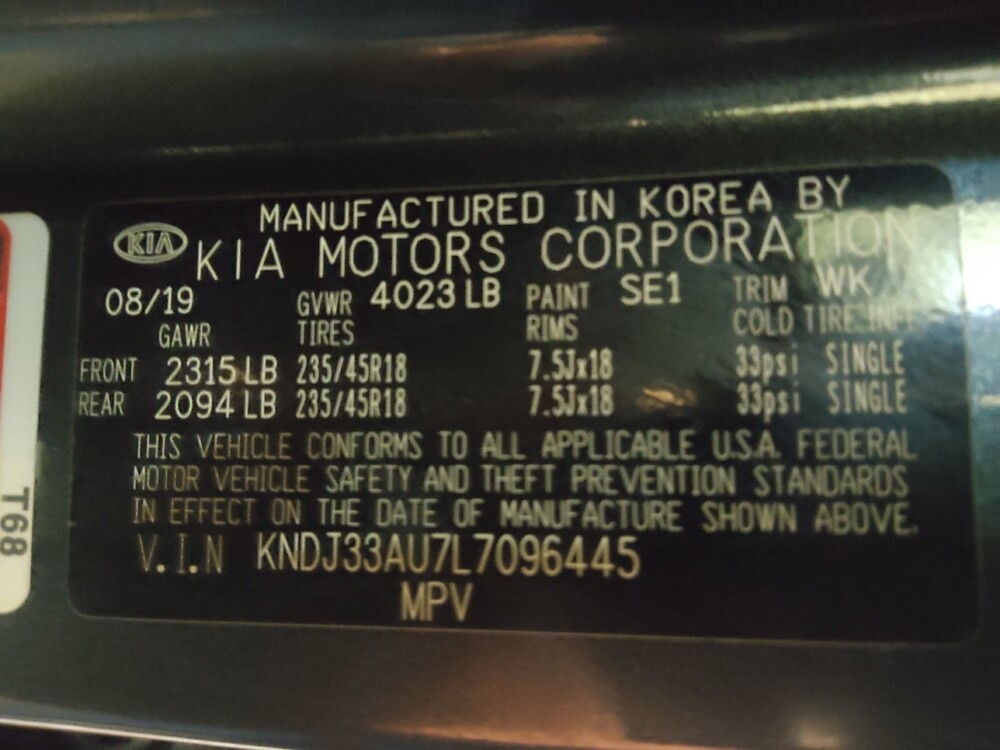 MANUFACTURED IN KOREA BY
KIA KIA MOTORS CORPORATION
08/19 GVWR 4023 LB PAINT SE1 TRIM WK
GAWR TIRES RIMS COLD TIRE INFL
FRONT 2315 LB 235/45R18 7.5Jx18 33psi SINGLE
REAR 2094 LB 235/45R18 7.5Jx18 33psi SINGLE
THIS VEHICLE CONFORMS TO ALL APPLICABLE U.S.A. FEDERAL
MOTOR VEHICLE SAFETY AND THEFT PREVENTION STANDARDS
IN EFFECT ON THE DATE OF MANUFACTURE SHOWN ABOVE.
V.I.N KNDJ33AU7L7096445
MPV
T68